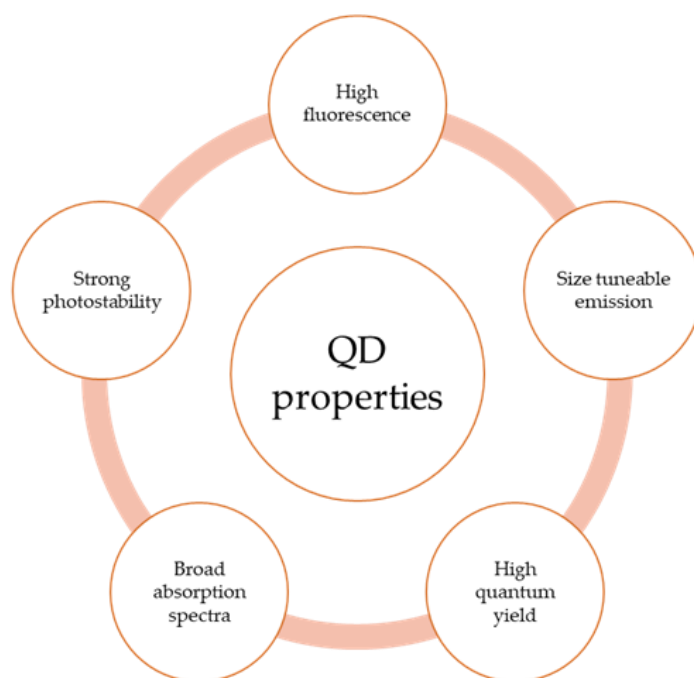 High
fluorescence
Strong
photostability
Size tuneable
emission
QD
properties
Broad
absorption
spectra
High
quantum
yield